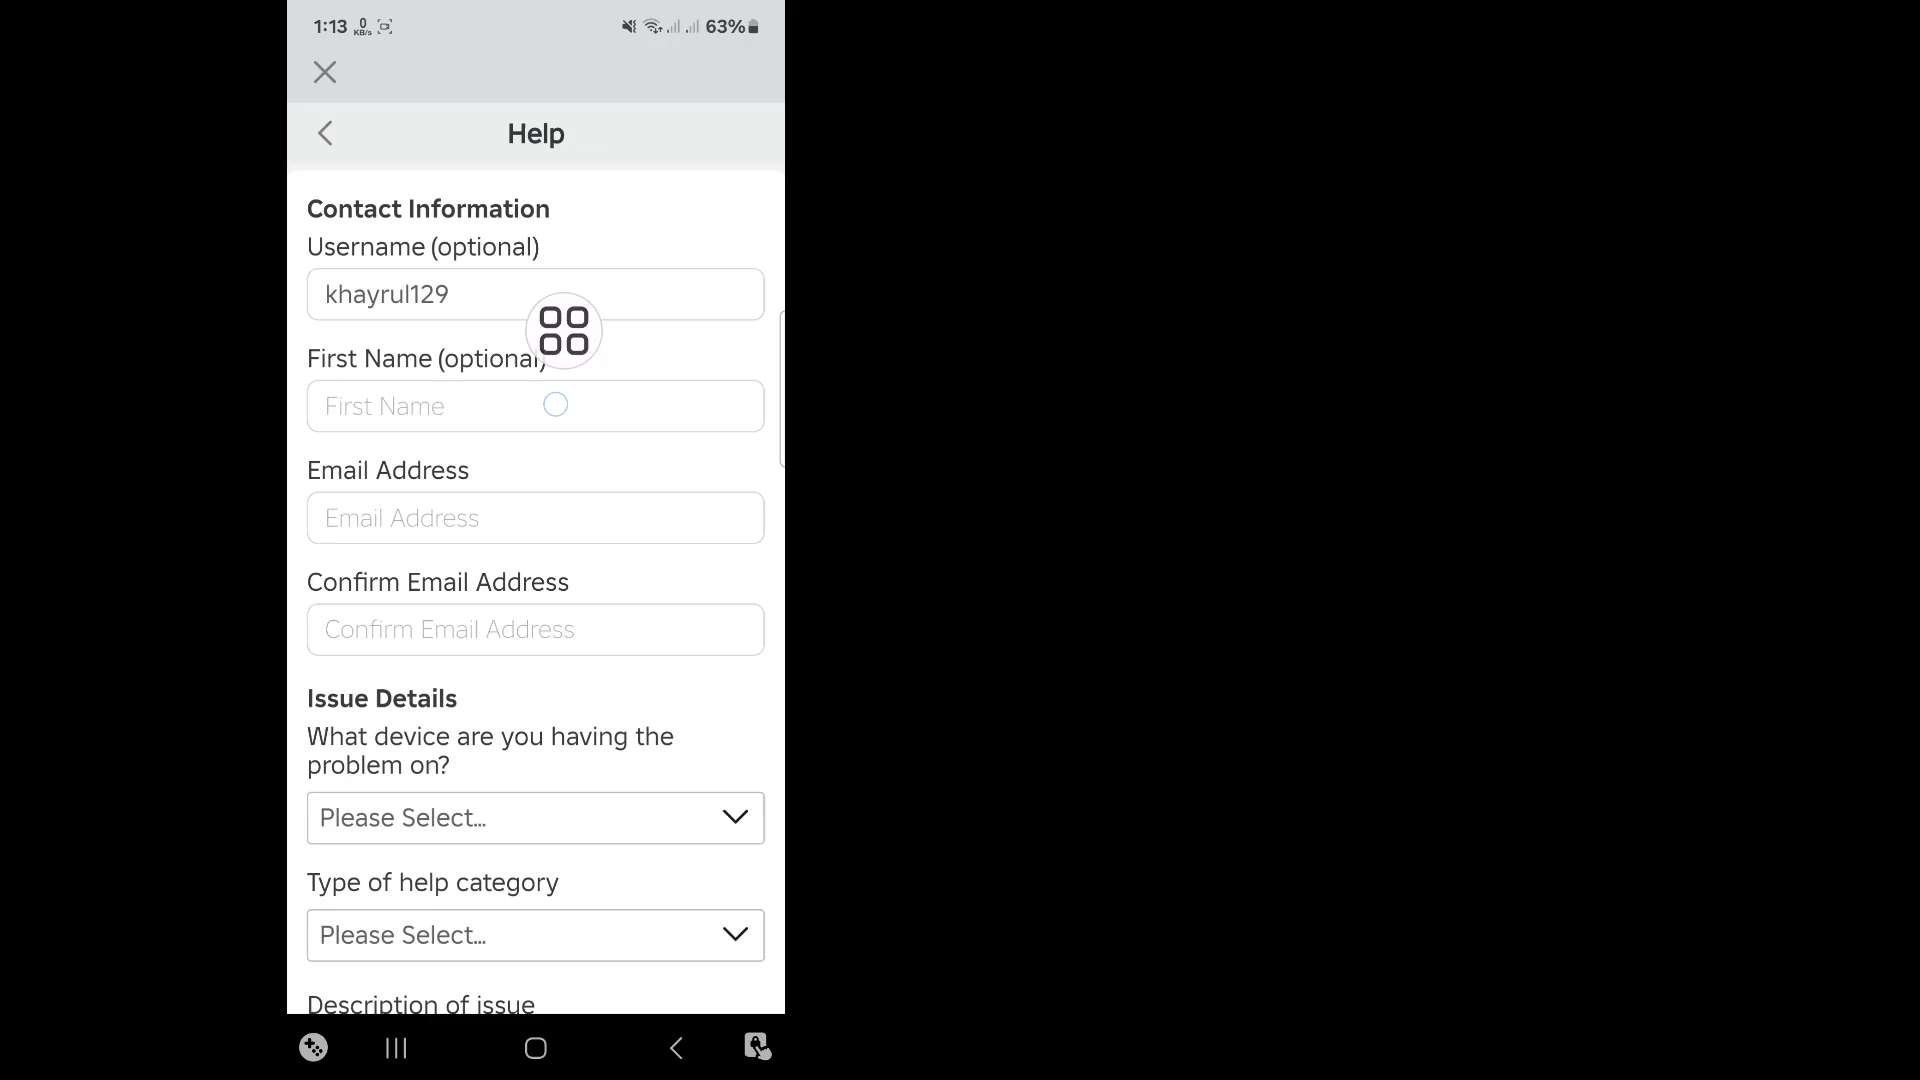 1:13 0 KB/s 63%
Help
Contact Information
Username (optional)
khayrul129
First Name (optional)
First Name
Email Address
Email Address
Confirm Email Address
Confirm Email Address
Issue Details
What device are you having the
problem on?
Please Select...
Type of help category
Please Select...
Description of issue